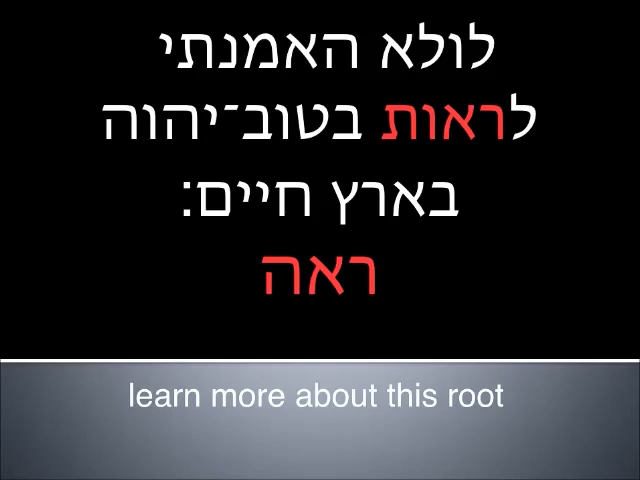 לולא האמנתי
לראות בטוב־יהוה
בארץ חיים:
ראה
learn more about this root